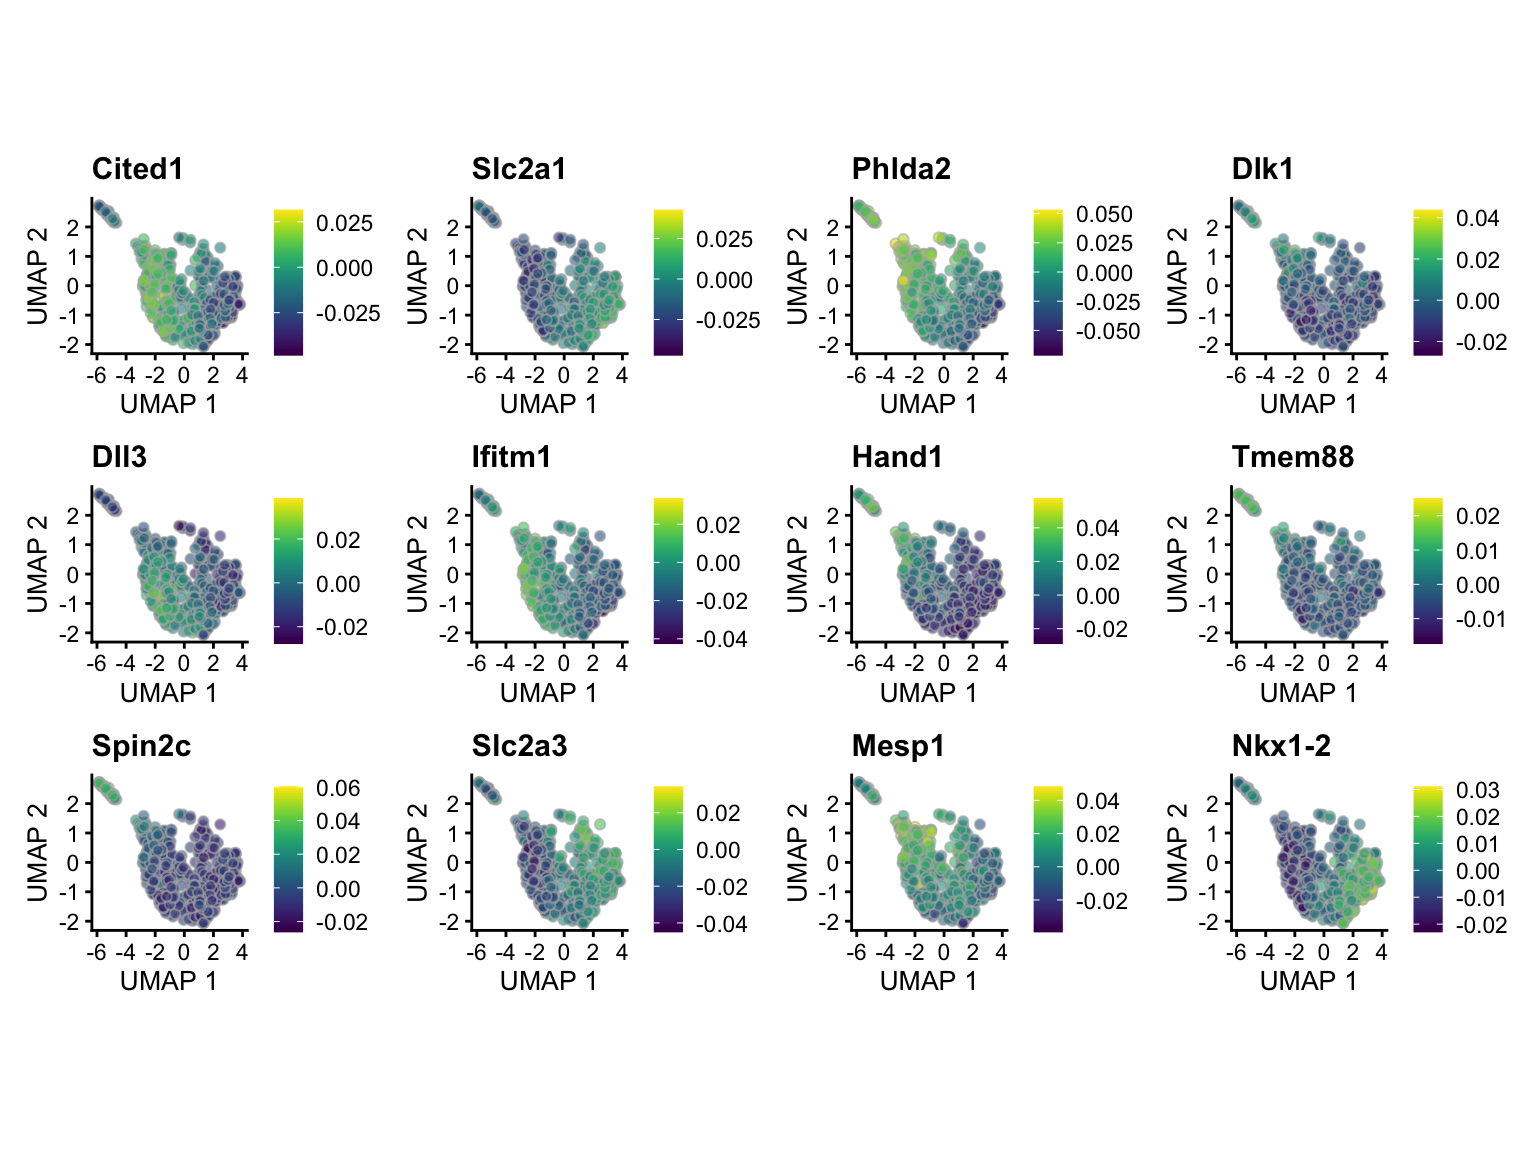 Cited1 Slc2a1 Phlda2 Dlk1
UMAP 2 2 1 0 -1 -2 0.025 0.000 -0.025
-6 -4 -2 0 2 4
UMAP 1
UMAP 2 2 1 0 -1 -2 0.025 0.000 -0.025
-6 -4 -2 0 2 4
UMAP 1
UMAP 2 2 1 0 -1 -2 0.050 0.025 0.000 -0.025 -0.050
-6 -4 -2 0 2 4
UMAP 1
UMAP 2 2 1 0 -1 -2 0.04 0.02 0.00 -0.02
-6 -4 -2 0 2 4
UMAP 1
Dll3 Ifitm1 Hand1 Tmem88
UMAP 2 2 1 0 -1 -2 0.02 0.00 -0.02
-6 -4 -2 0 2 4
UMAP 1
UMAP 2 2 1 0 -1 -2 0.02 0.00 -0.02 -0.04
-6 -4 -2 0 2 4
UMAP 1
UMAP 2 2 1 0 -1 -2 0.04 0.02 0.00 -0.02
-6 -4 -2 0 2 4
UMAP 1
UMAP 2 2 1 0 -1 -2 0.02 0.01 0.00 -0.01
-6 -4 -2 0 2 4
UMAP 1
Spin2c Slc2a3 Mesp1 Nkx1-2
UMAP 2 2 1 0 -1 -2 0.06 0.04 0.02 0.00 -0.02
-6 -4 -2 0 2 4
UMAP 1
UMAP 2 2 1 0 -1 -2 0.02 0.00 -0.02 -0.04
-6 -4 -2 0 2 4
UMAP 1
UMAP 2 2 1 0 -1 -2 0.04 0.02 0.00 -0.02
-6 -4 -2 0 2 4
UMAP 1
UMAP 2 2 1 0 -1 -2 0.03 0.02 0.01 0.00 -0.01 -0.02
-6 -4 -2 0 2 4
UMAP 1